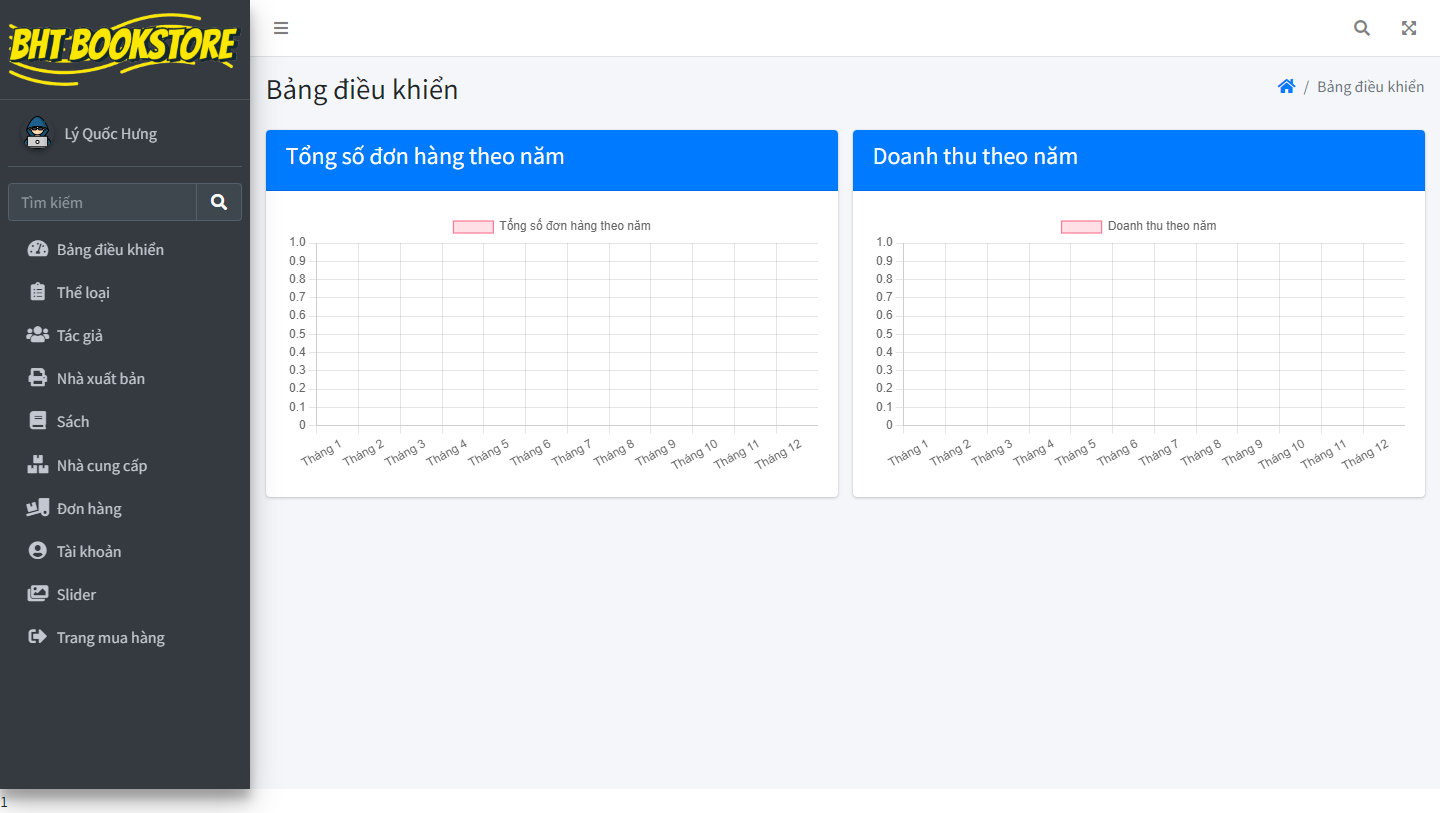 BHT BOOKSTORE
Lý Quốc Hưng
Tìm kiếm
Bảng điều khiển
Thể loại
Tác giả
Nhà xuất bản
Sách
Nhà cung cấp
Đơn hàng
Tài khoản
Slider
Trang mua hàng
Bảng điều khiển
/ Bảng điều khiển
Tổng số đơn hàng theo năm
Tổng số đơn hàng theo năm
1.0
0.9
0.8
0.7
0.6
0.5
0.4
0.3
0.2
0.1
0
Tháng 1 Tháng 2 Tháng 3 Tháng 4 Tháng 5 Tháng 6 Tháng 7 Tháng 8 Tháng 9 Tháng 10 Tháng 11 Tháng 12
Doanh thu theo năm
Doanh thu theo năm
1.0
0.9
0.8
0.7
0.6
0.5
0.4
0.3
0.2
0.1
0
Tháng 1 Tháng 2 Tháng 3 Tháng 4 Tháng 5 Tháng 6 Tháng 7 Tháng 8 Tháng 9 Tháng 10 Tháng 11 Tháng 12
1